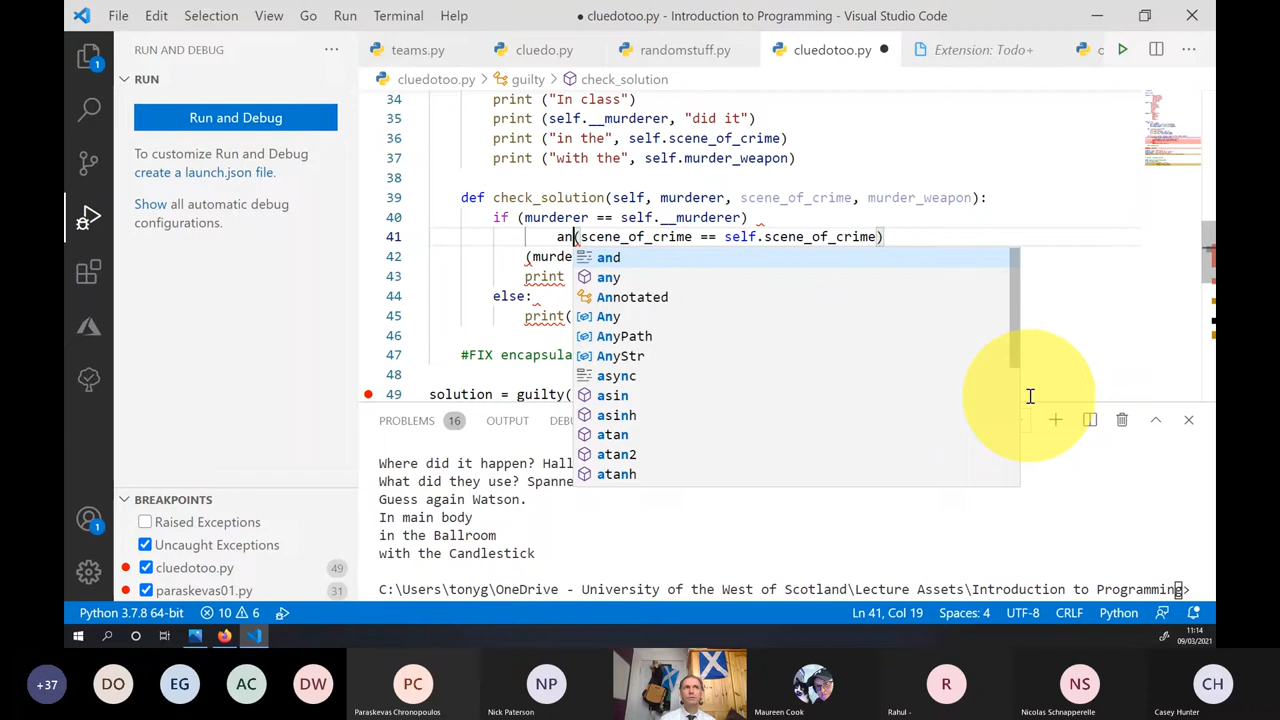 File Edit Selection View Go Run Terminal Help
● cluedotoo.py - Introduction to Programming - Visual Studio Code
RUN AND DEBUG ···
teams.py cluedo.py randomstuff.py cluedotoo.py ● Extension: Todo+
cluedotoo.py > guilty > check_solution
RUN
Run and Debug
To customize Run and Debug
create a launch.json file.
Show all automatic debug
configurations.
34 print ("In class")
35 print (self.__murderer, "did it")
36 print ("in the", self.scene_of_crime)
37 print ("with the", self.murder_weapon)
38
39 def check_solution(self, murderer, scene_of_crime, murder_weapon):
40 if (murderer == self.__murderer)
41 an(scene_of_crime == self.scene_of_crime)
42 (murde
43 print
44 else:
45 print(
46
47 #FIX encapsula
48
49 solution = guilty(
and
any
Annotated
Any
AnyPath
AnyStr
async
asin
asinh
atan
atan2
atanh
PROBLEMS 16 OUTPUT DEBU
Where did it happen? Hall
What did they use? Spanne
Guess again Watson.
In main body
in the Ballroom
with the Candlestick
C:\Users\tonyg\OneDrive - University of the West of Scotland\Lecture Assets\Introduction to Programming>
BREAKPOINTS
Raised Exceptions
Uncaught Exceptions
cluedotoo.py 49
paraskevas01.py 31
1
1
Python 3.7.8 64-bit 10 6 Ln 41, Col 19 Spaces: 4 UTF-8 CRLF Python
11:14
09/03/2021
+37 DO EG AC DW PC NP R NS CH
Paraskevas Chronopoulos Nick Paterson Maureen Cook Rahul - Nicolas Schnapperelle Casey Hunter